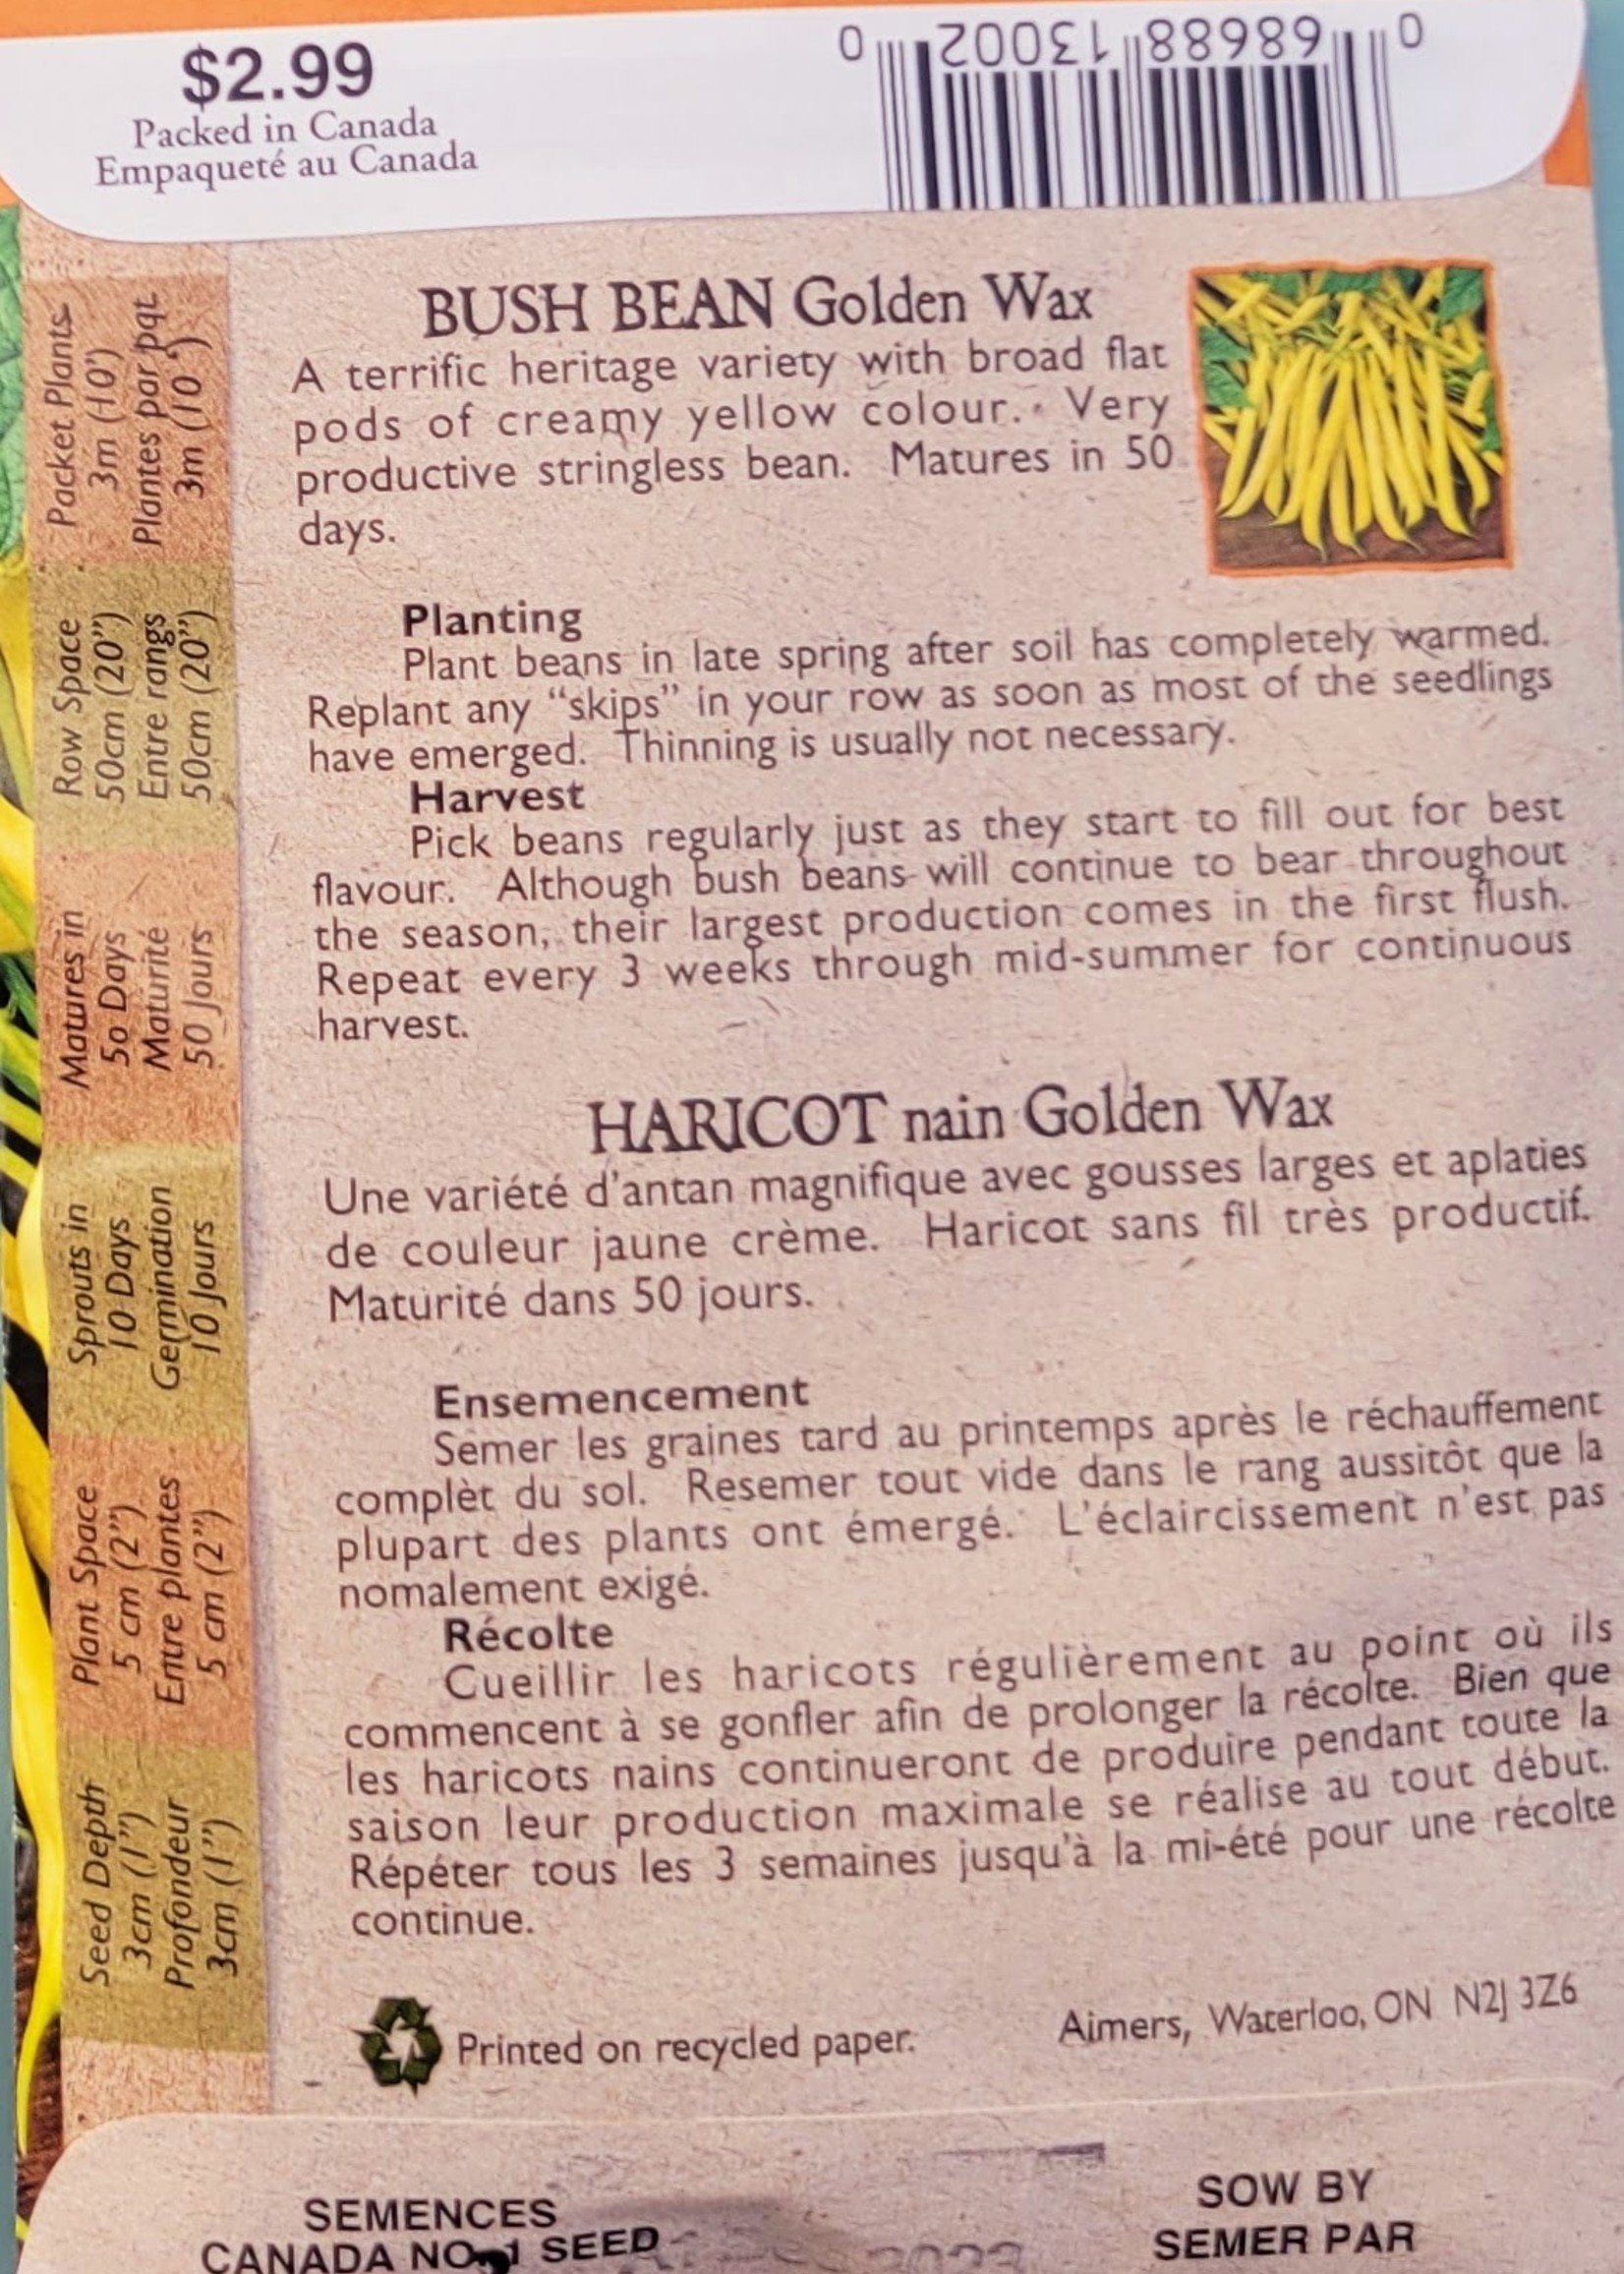 $2.99
Packed in Canada
Empaqueté au Canada
0 68688 13002 0
BUSH BEAN Golden Wax
A terrific heritage variety with broad flat
pods of creamy yellow colour. Very
productive stringless bean. Matures in 50
days.
Planting
Plant beans in late spring after soil has completely warmed.
Replant any “skips” in your row as soon as most of the seedlings
have emerged. Thinning is usually not necessary.
Harvest
Pick beans regularly just as they start to fill out for best
flavour. Although bush beans will continue to bear throughout
the season, their largest production comes in the first flush.
Repeat every 3 weeks through mid-summer for continuous
harvest.
HARICOT nain Golden Wax
Une variété d'antan magnifique avec gousses larges et aplaties
de couleur jaune crème. Haricot sans fil très productif.
Maturité dans 50 jours.
Ensemencement
Semer les graines tard au printemps après le réchauffement
complèt du sol. Resemer tout vide dans le rang aussitôt que la
plupart des plants ont émergé. L'éclaircissement n'est pas
nomalement exigé.
Récolte
Cueillir les haricots régulièrement au point où ils
commencent à se gonfler afin de prolonger la récolte. Bien que
les haricots nains continueront de produire pendant toute la
saison leur production maximale se réalise au tout début.
Répéter tous les 3 semaines jusqu'à la mi-été pour une récolte
continue.
Printed on recycled paper.
Aimers, Waterloo, ON N2J 3Z6
Seed Depth
3cm (1”)
Profondeur
3cm (1”)
Plant Space
5 cm (2”)
Entre plantes
5 cm (2”)
Sprouts in
10 Days
Germination
10 Jours
Matures in
5o Days
Maturité
50 Jours
Row Space
50cm (20”)
Entre rangs
50cm (20”)
Packet Plants
3m (10”)
Plantes par pqt
3m (10”)
SEMENCES
CANADA NO. 1 SEED
SOW BY
SEMER PAR